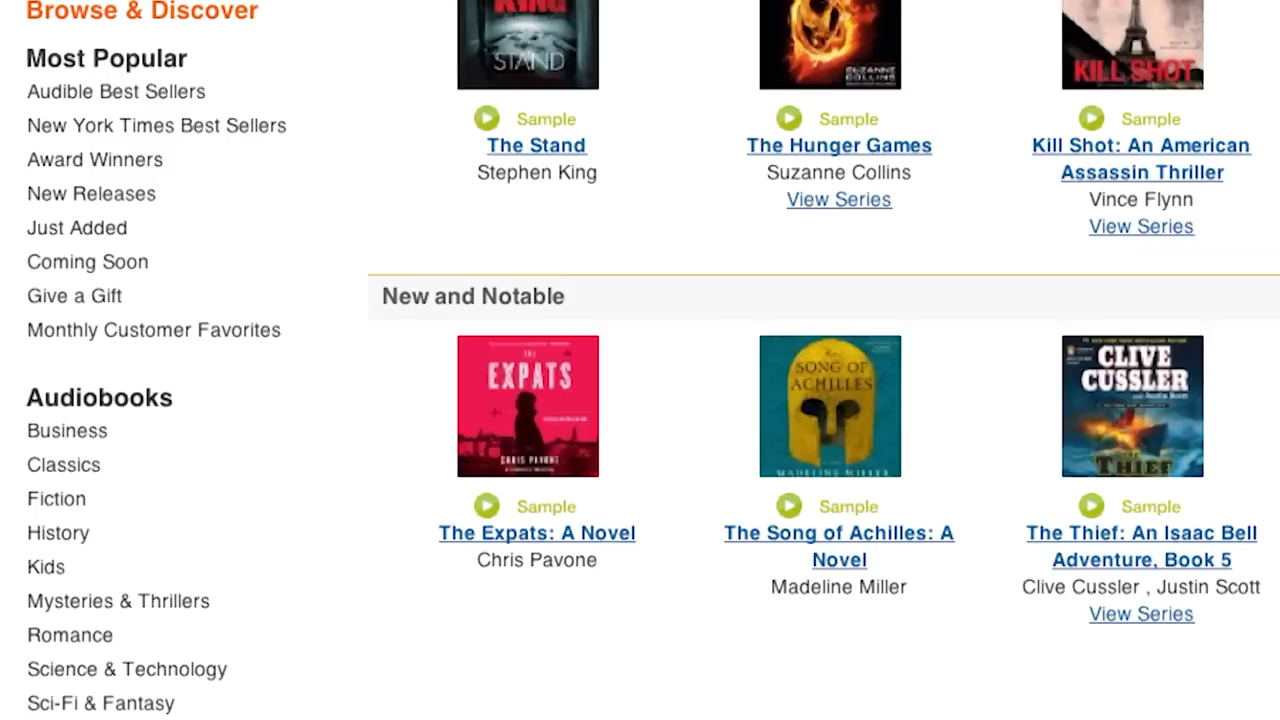 Browse & Discover
Most Popular
Audible Best Sellers
New York Times Best Sellers
Award Winners
New Releases
Just Added
Coming Soon
Give a Gift
Monthly Customer Favorites
Audiobooks
Business
Classics
Fiction
History
Kids
Mysteries & Thrillers
Romance
Science & Technology
Sci-Fi & Fantasy
KING
STAND
Sample
The Stand
Stephen King
SUZANNE
COLLINS
Sample
The Hunger Games
Suzanne Collins
View Series
KILL SHOT
Sample
Kill Shot: An American
Assassin Thriller
Vince Flynn
View Series
New and Notable
THE
EXPATS
CHRIS PAVONE
Sample
The Expats: A Novel
Chris Pavone
SONG OF
ACHILLES
MADELINE MILLER
Sample
The Song of Achilles: A
Novel
Madeline Miller
CLIVE
CUSSLER
THIEF
Sample
The Thief: An Isaac Bell
Adventure, Book 5
Clive Cussler , Justin Scott
View Series